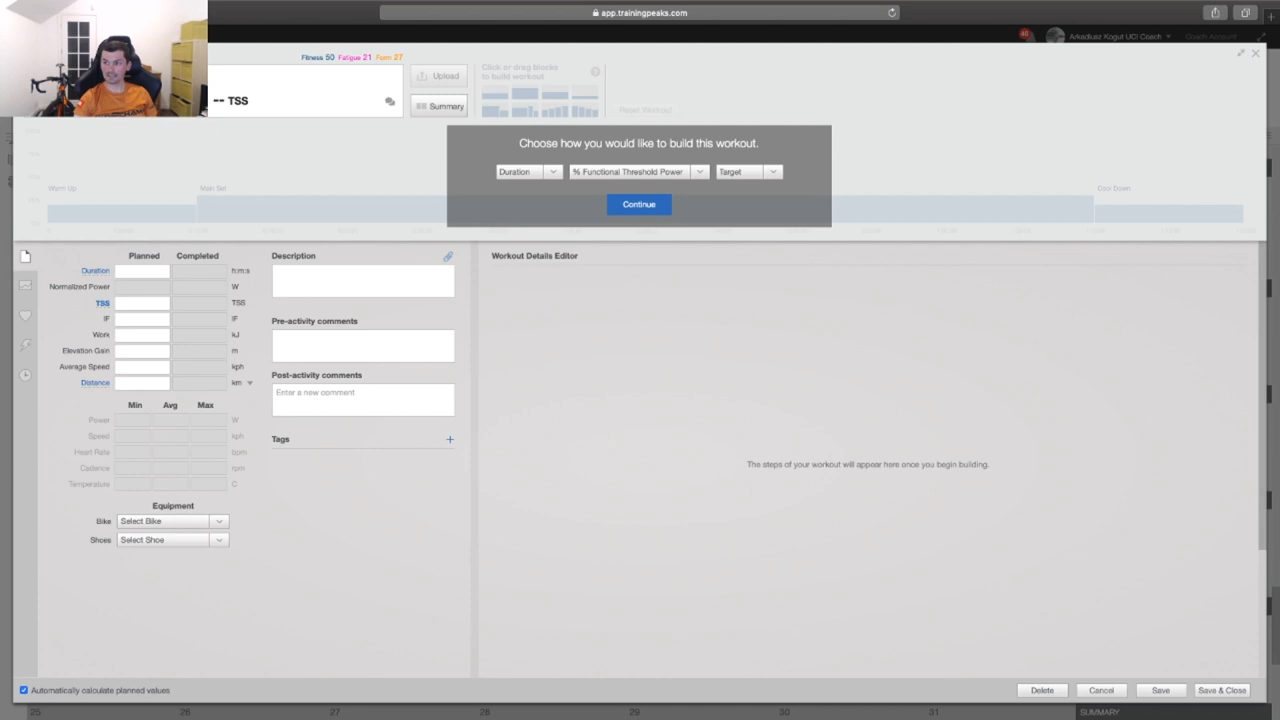 app.trainingpeaks.com
40
Arkadiusz Kogut UCI Coach
Coach Account
Fitness 50 Fatigue 21 Form 27
-- TSS
Upload
Summary
Click or drag blocks
to build workout
Reset Workout
Choose how you would like to build this workout.
Duration
% Functional Threshold Power
Target
Continue
Warm Up
Main Set
Cool Down
Planned Completed
Duration h:m:s
Normalized Power W
TSS TSS
IF IF
Work kJ
Elevation Gain m
Average Speed kph
Distance km
Min Avg Max
Power W
Speed kph
Heart Rate bpm
Cadence rpm
Temperature C
Equipment
Bike Select Bike
Shoes Select Shoe
Description
Pre-activity comments
Post-activity comments
Enter a new comment
Tags
Workout Details Editor
The steps of your workout will appear here once you begin building.
Automatically calculate planned values
Delete
Cancel
Save
Save & Close
25 26 27 28 29 30 31 SUMMARY